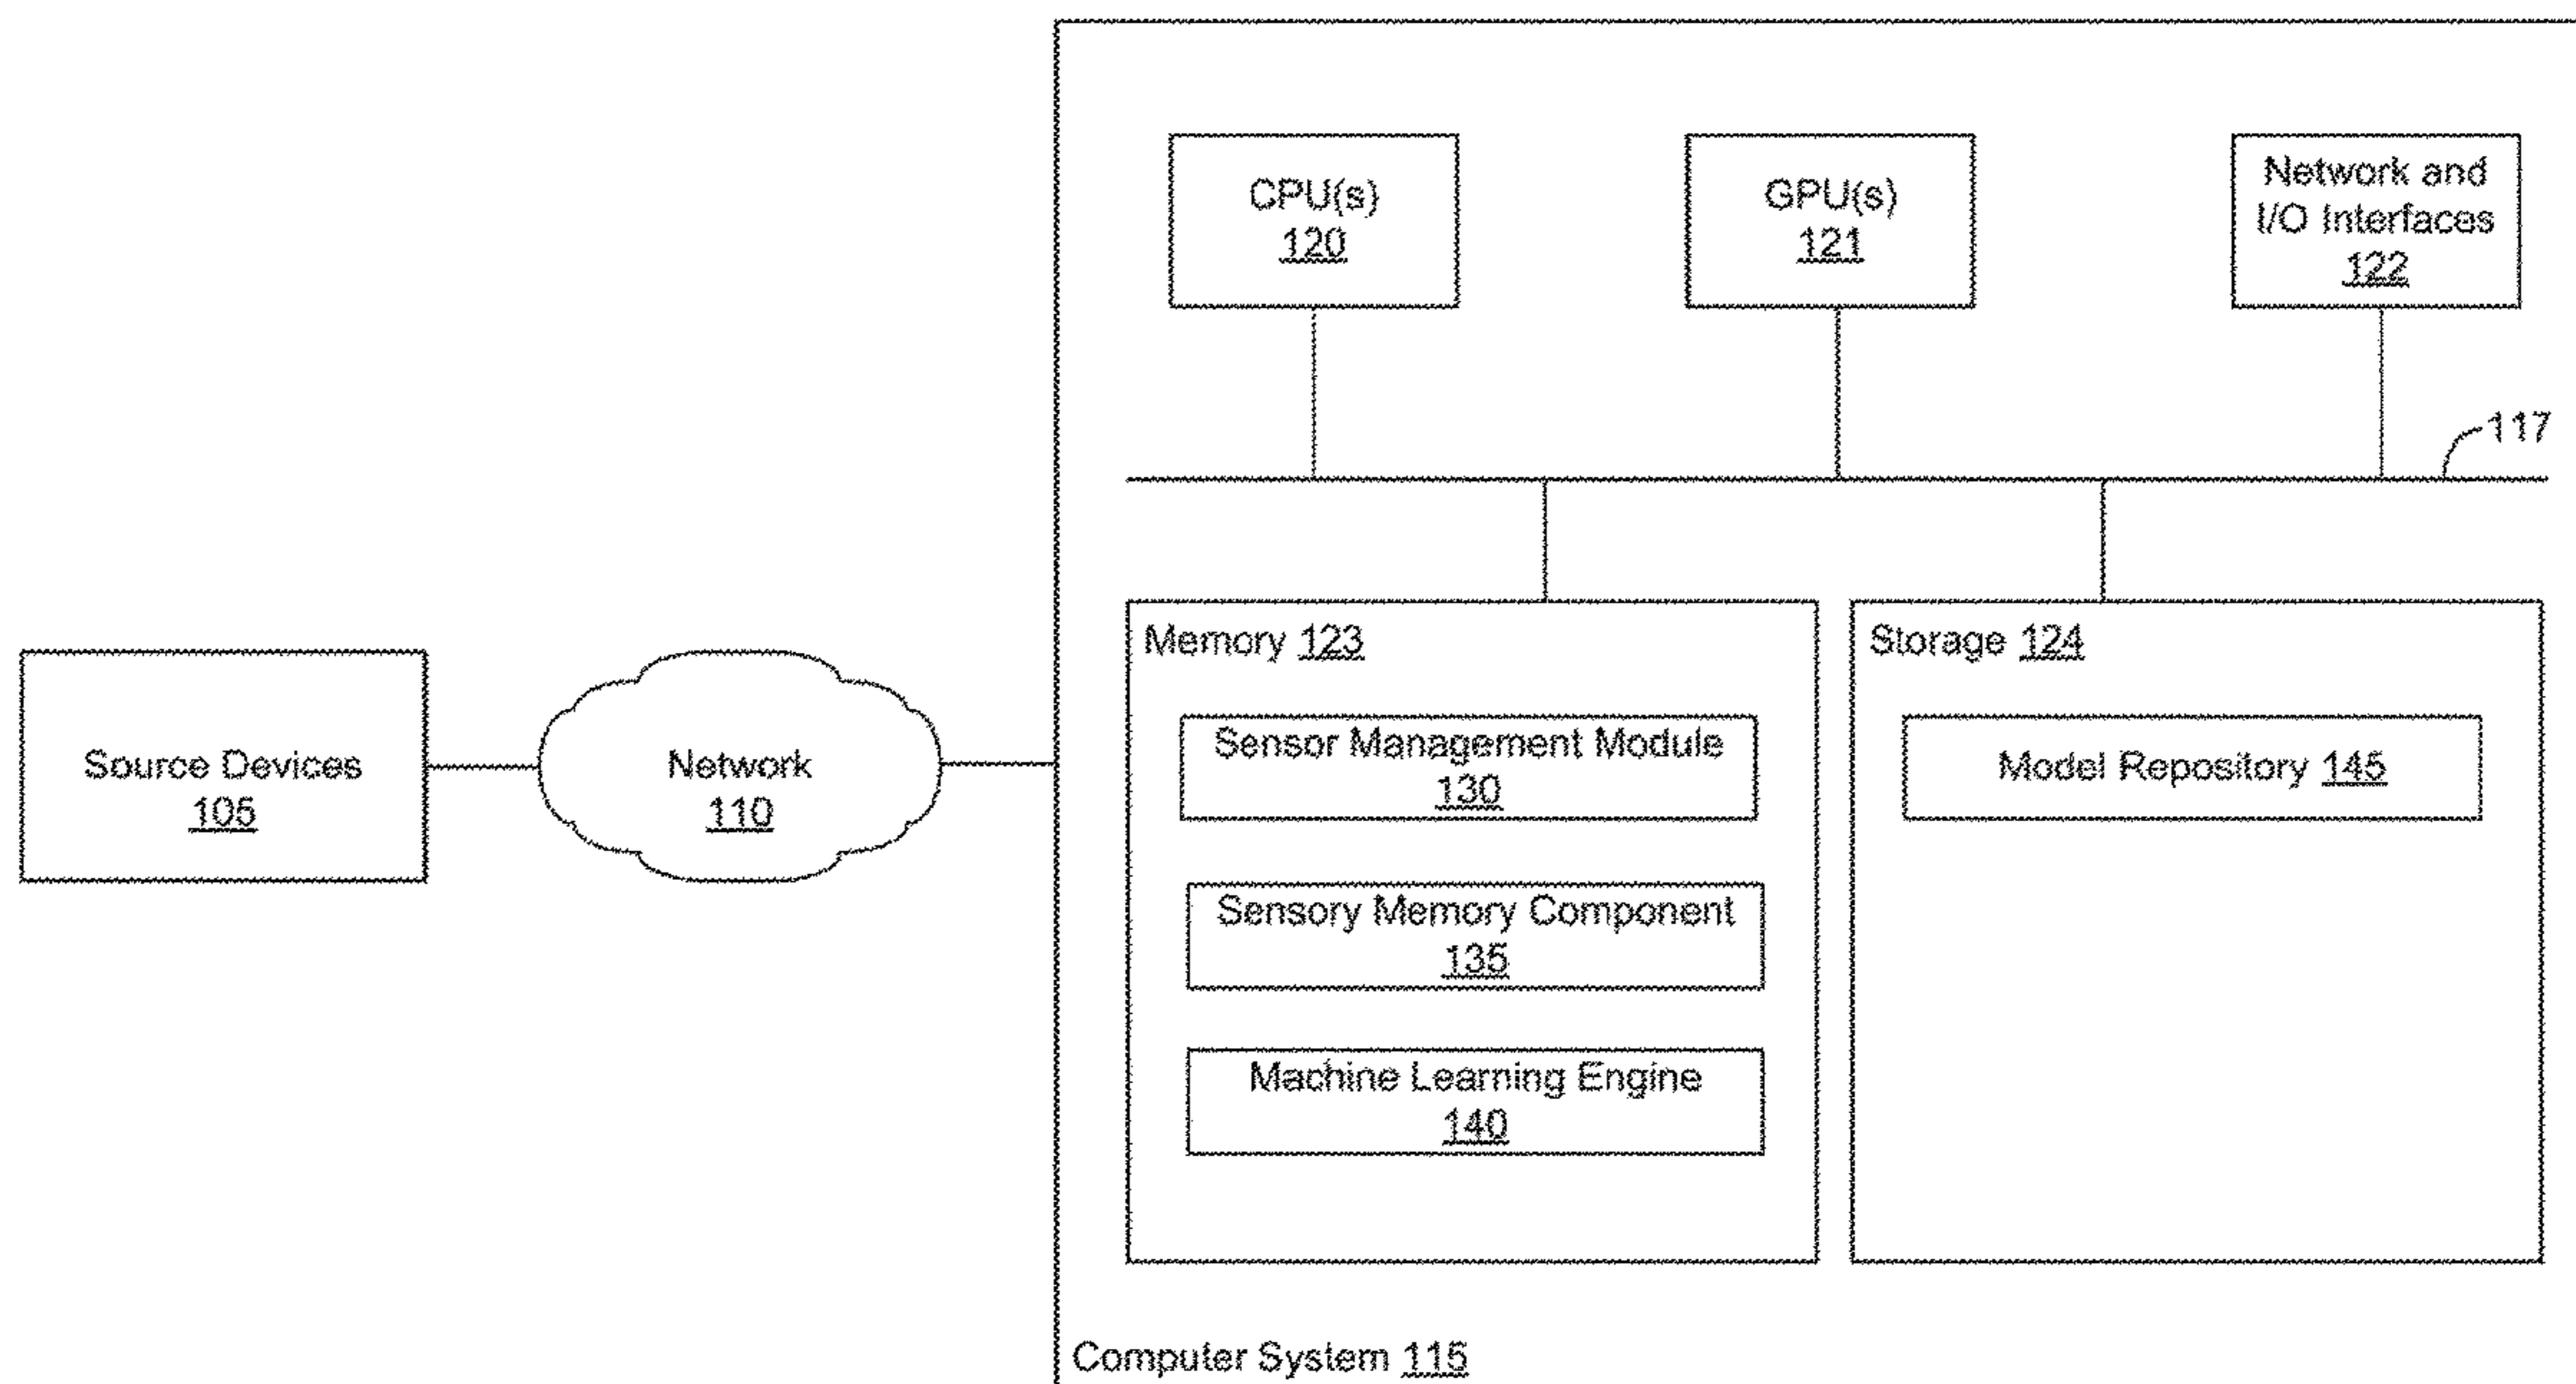 CPU(s)
120
GPU(s)
121
Network and
I/O Interfaces
122
117
Source Devices
105
Network
110
Memory 123
Sensor Management Module
130
Sensory Memory Component
135
Machine Learning Engine
140
Storage 124
Model Repository 145
Computer System 115